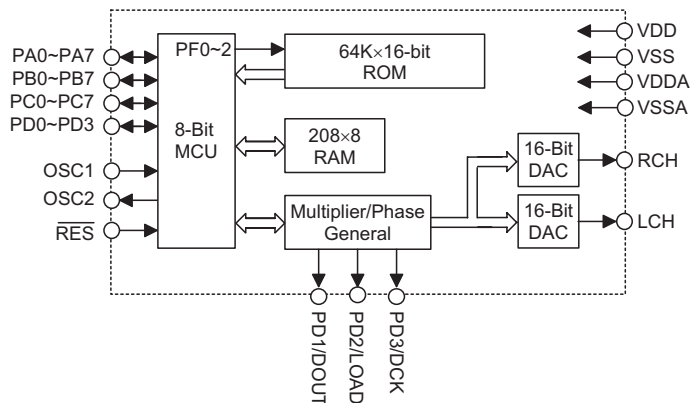 PA0~PA7
PB0~PB7
PC0~PC7
PD0~PD3
OSC1
OSC2
RES
PF0~2
8-Bit
MCU
64K×16-bit
ROM
208×8
RAM
Multiplier/Phase
General
16-Bit
DAC
16-Bit
DAC
VDD
VSS
VDDA
VSSA
RCH
LCH
PD1/DOUT
PD2/LOAD
PD3/DCK